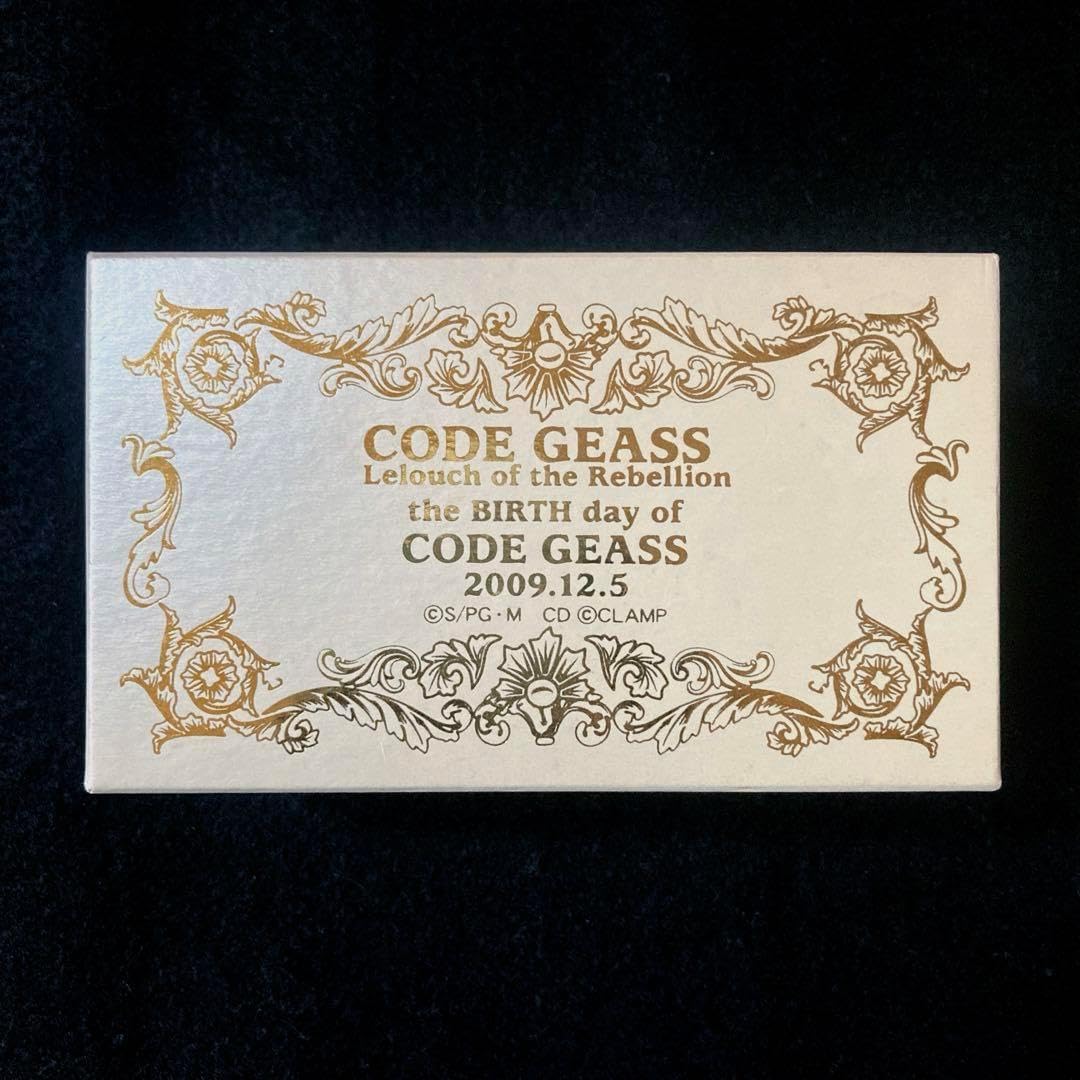 CODE GEASS
Lelouch of the Rebellion
the BIRTH day of
CODE GEASS
2009.12.5
©S/PG・M CD ©CLAMP